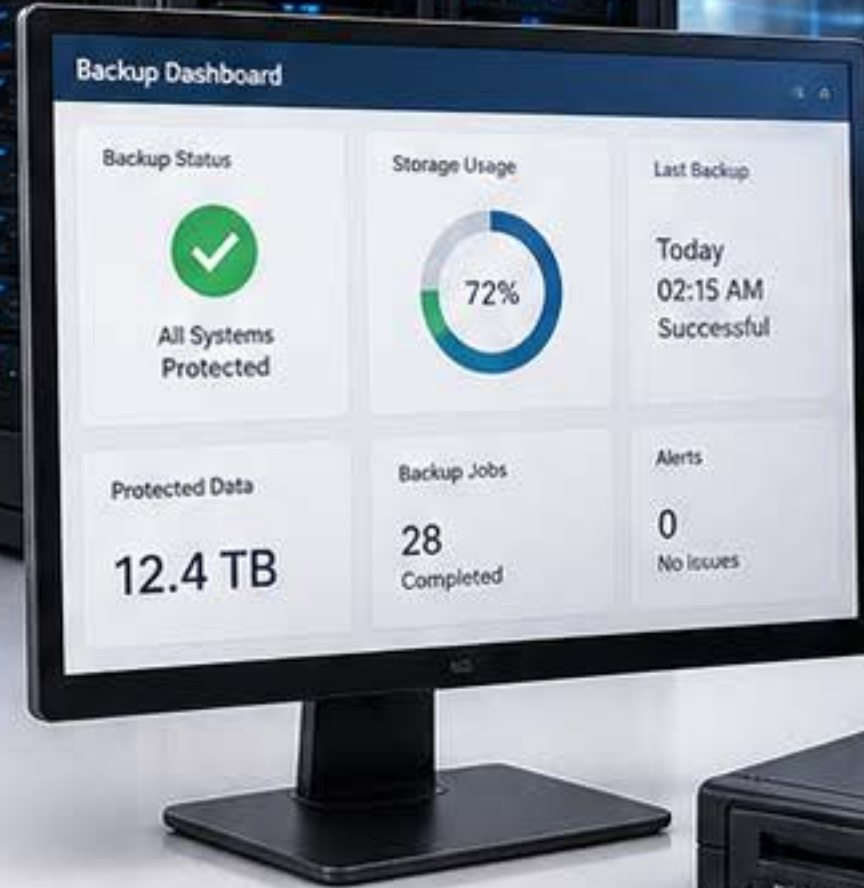 Backup Dashboard
Backup Status
All Systems
Protected
Storage Usage
72%
Last Backup
Today
02:15 AM
Successful
Protected Data
12.4 TB
Backup Jobs
28
Completed
Alerts
0
No issues